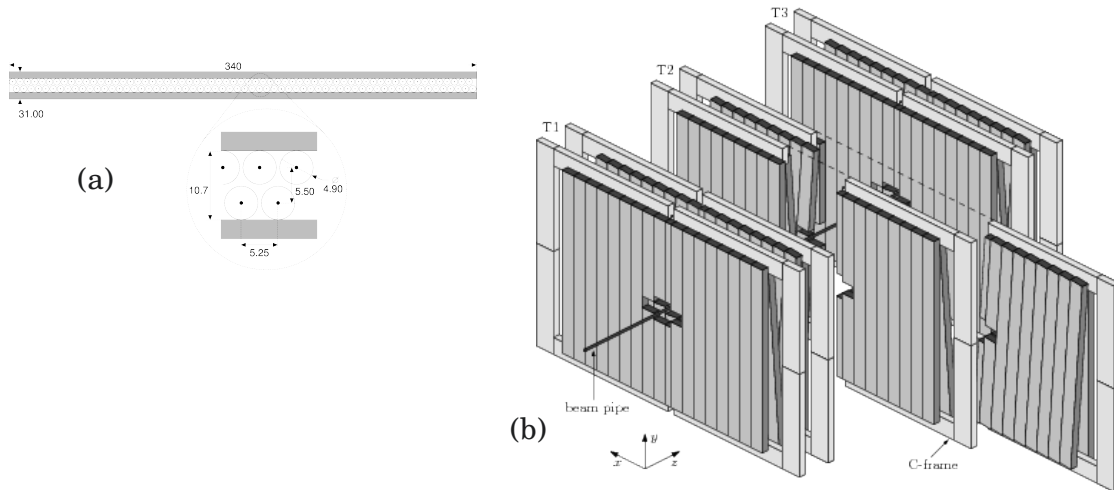 340
31.00
(a)
10.7
5.50
4.90
5.25
T3
T2
T1
beam pipe
(b)
y
x
z
C-frame